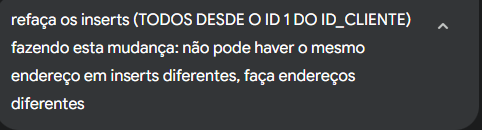 refaça os inserts (TODOS DESDE O ID 1 DO ID_CLIENTE)
fazendo esta mudança: não pode haver o mesmo
endereço em inserts diferentes, faça endereços
diferentes